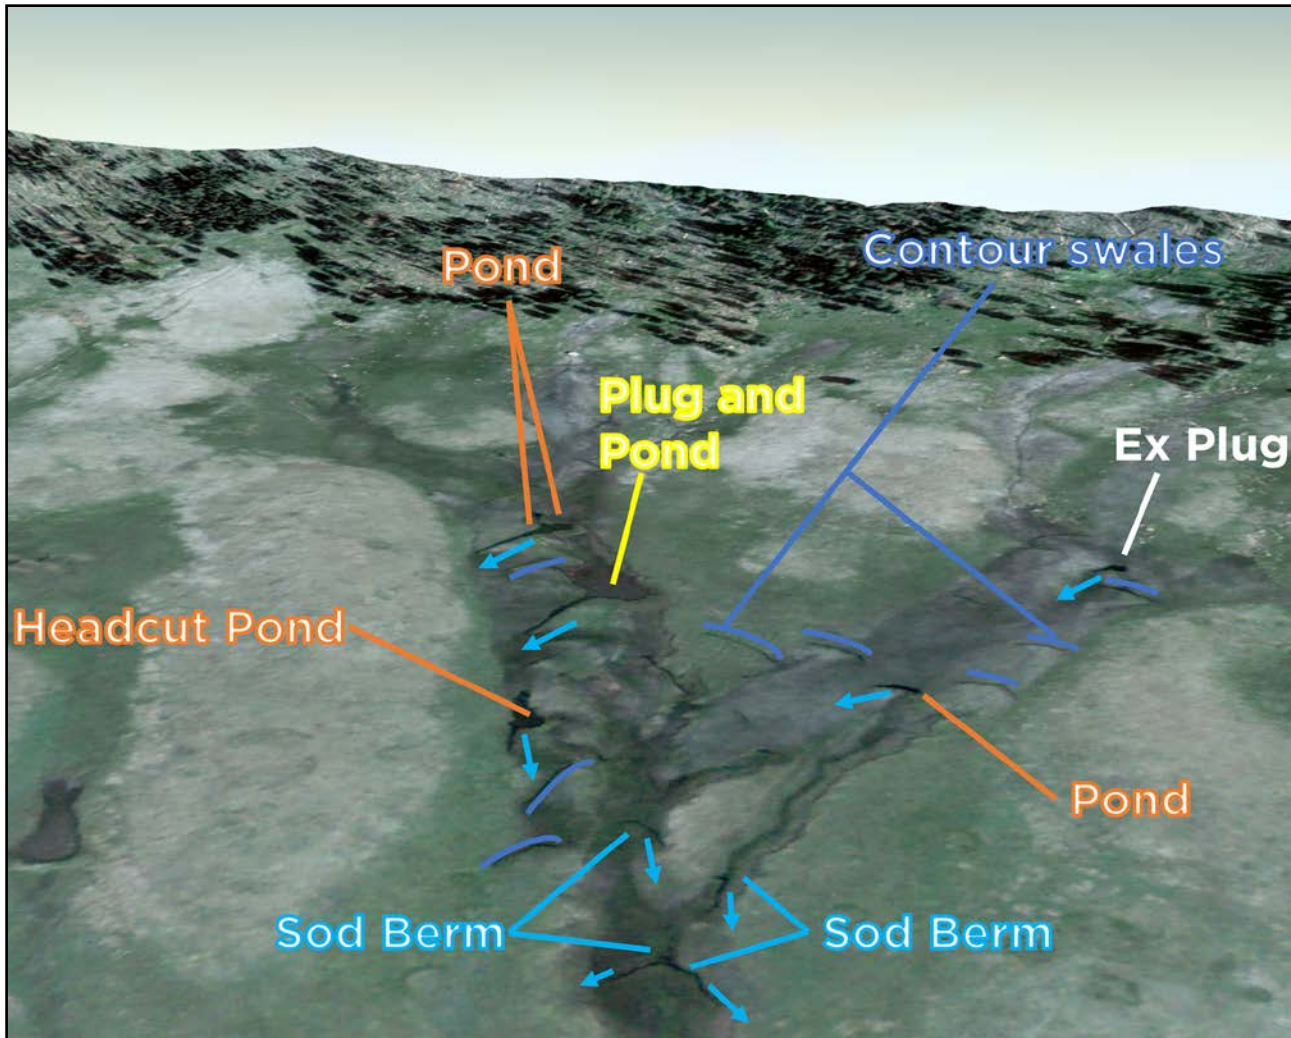 Pond
Contour swales
Plug and
Pond
Ex Plug
Headcut Pond
Pond
Sod Berm
Sod Berm